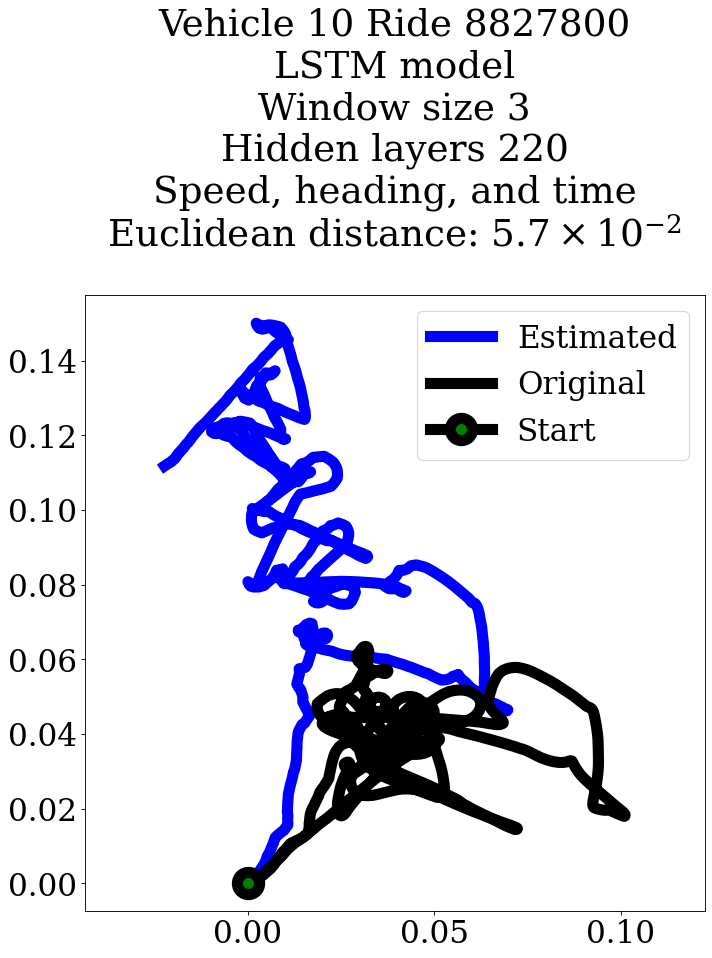 Vehicle 10 Ride 8827800
LSTM model
Window size 3
Hidden layers 220
Speed, heading, and time
Euclidean distance: 5.7 × 10⁻²
Estimated
Original
Start
0.14
0.12
0.10
0.08
0.06
0.04
0.02
0.00
0.00 0.05 0.10